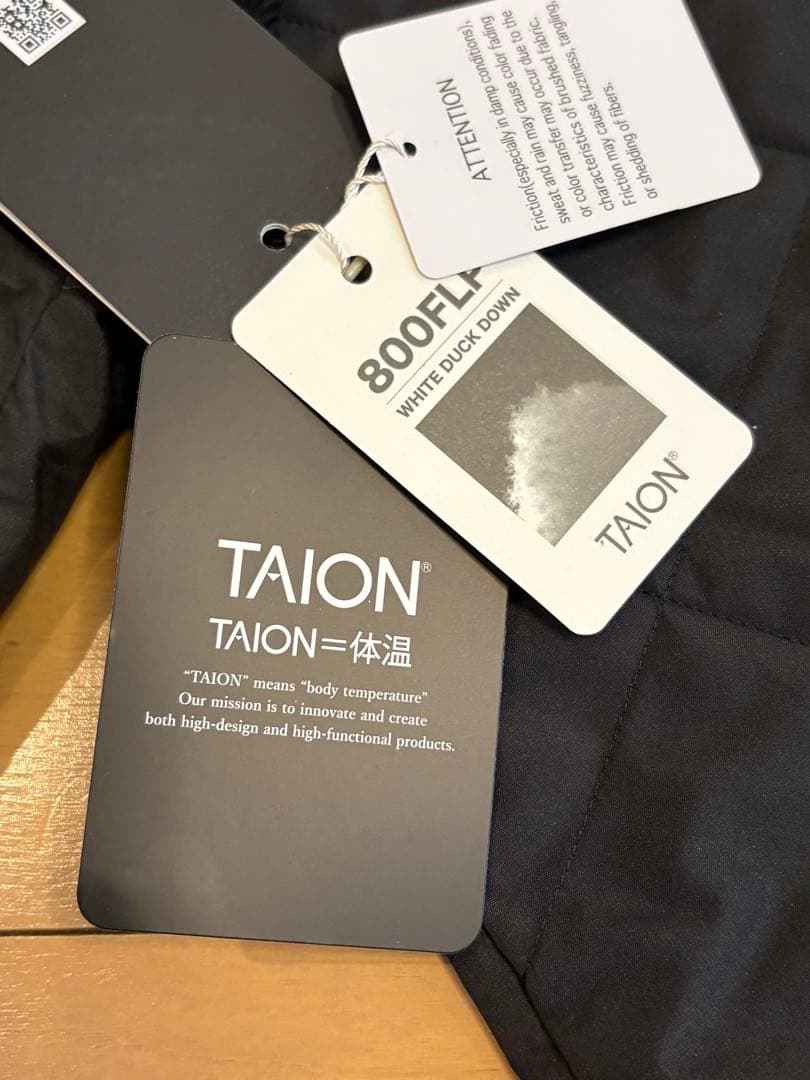 ATTENTION
Friction(especially in damp conditions),
sweat and rain may cause color fading
or color transfer may occur due to the
characteristics of brushed fabric.
Friction may cause fuzziness, tangling,
or shedding of fibers.
800FLP
WHITE DUCK DOWN
TAION®
TAION®
TAION=体温
“TAION” means “body temperature”
Our mission is to innovate and create
both high-design and high-functional products.